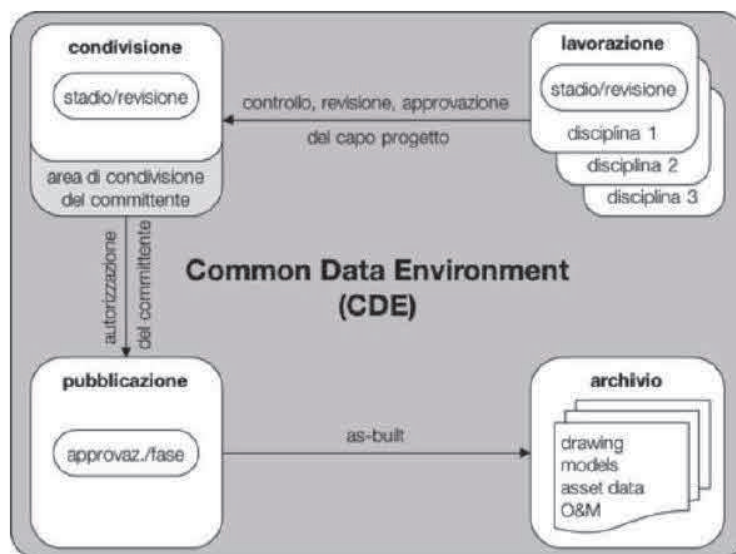 condivisione
stadio/revisione
area di condivisione
del committente
controllo, revisione, approvazione
del capo progetto
lavorazione
stadio/revisione
disciplina 1
disciplina 2
disciplina 3
autorizzazione
del committente
Common Data Environment
(CDE)
pubblicazione
approvaz./fase
as-built
archivio
drawing
models
asset data
O&M